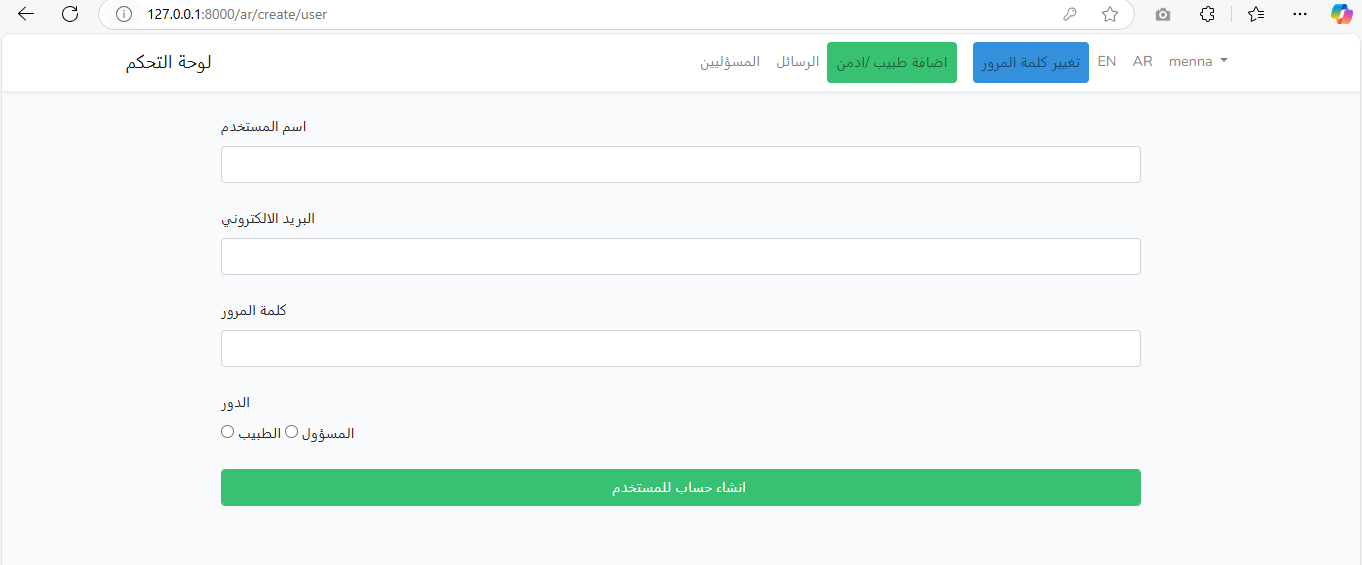 127.0.0.1:8000/ar/create/user
لوحة التحكم
المسؤليين
الرسائل
اضافة طبيب /ادمن
تغيير كلمة المرور
EN
AR
menna
اسم المستخدم
البريد الالكتروني
كلمة المرور
الدور
الطبيب
المسؤول
انشاء حساب للمستخدم